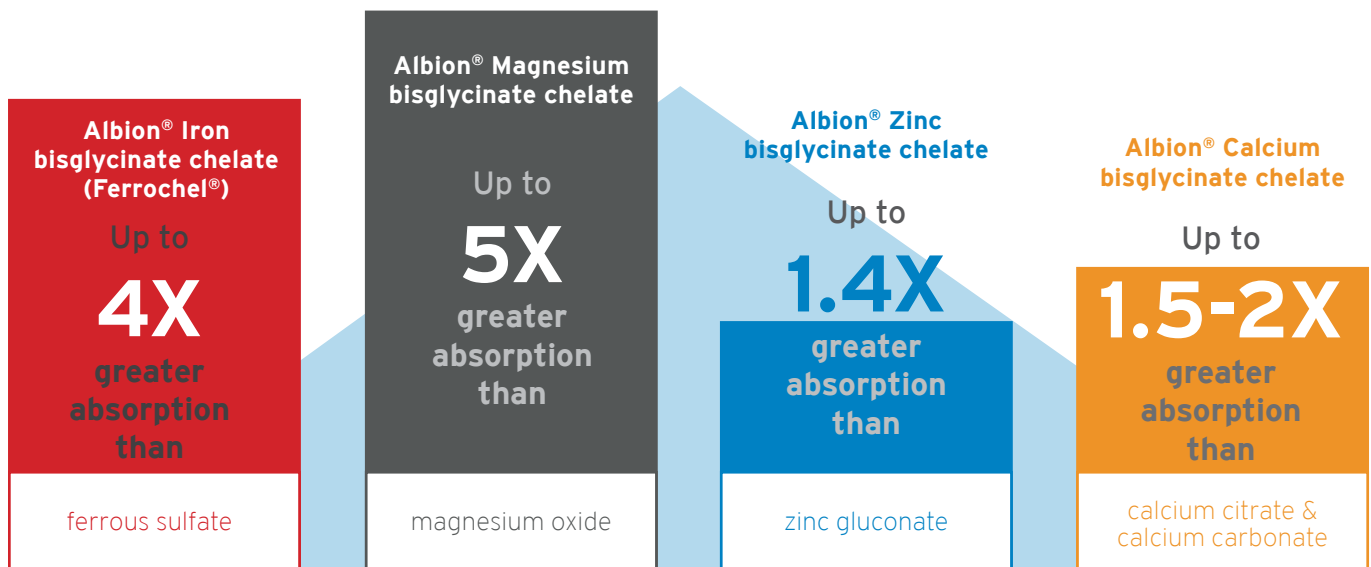 Albion® Iron
bisglycinate chelate
(Ferrochel®)
Up to
4X
greater
absorption
than
ferrous sulfate
Albion® Magnesium
bisglycinate chelate
Up to
5X
greater
absorption
than
magnesium oxide
Albion® Zinc
bisglycinate chelate
Up to
1.4X
greater
absorption
than
zinc gluconate
Albion® Calcium
bisglycinate chelate
Up to
1.5-2X
greater
absorption
than
calcium citrate &
calcium carbonate